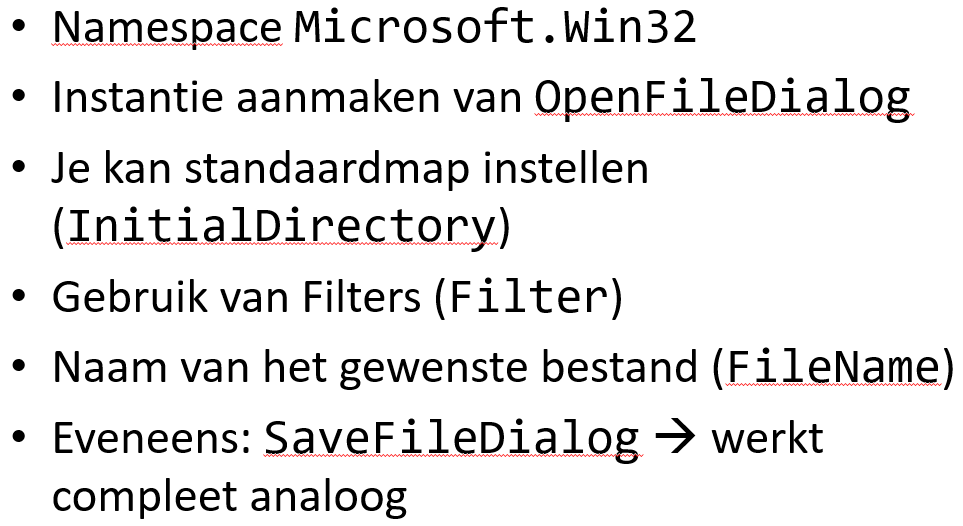 • Namespace Microsoft.Win32
• Instantie aanmaken van OpenFileDialog
• Je kan standaardmap instellen
(InitialDirectory)
• Gebruik van Filters (Filter)
• Naam van het gewenste bestand (FileName)
• Eveneens: SaveFileDialog → werkt
compleet analoog